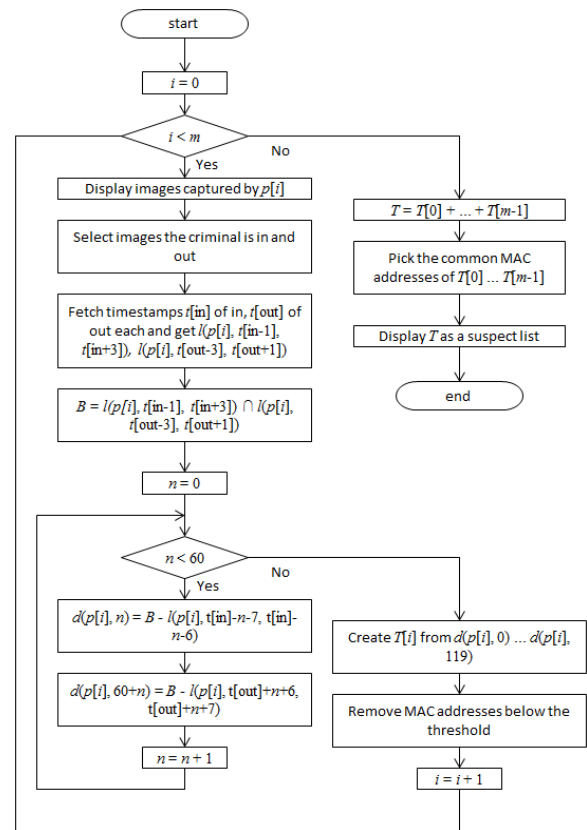 start
i = 0
i < m
Yes
No
Display images captured by p[i]
Select images the criminal is in and
out
Fetch timestamps t[in] of in, t[out] of
out each and get l(p[i], t[in-1],
t[in+3]), l(p[i], t[out-3], t[out+1])
B = l(p[i], t[in-1], t[in+3]) ∩ l(p[i],
t[out-3], t[out+1])
n = 0
n < 60
Yes
No
d(p[i], n) = B - l(p[i], t[in]-n-7, t[in]-
n-6)
d(p[i], 60+n) = B - l(p[i], t[out]+n+6,
t[out]+n+7)
n = n + 1
Create T[i] from d(p[i], 0) ... d(p[i],
119)
Remove MAC addresses below the
threshold
i = i + 1
T = T[0] + ... + T[m-1]
Pick the common MAC
addresses of T[0] ... T[m-1]
Display T as a suspect list
end